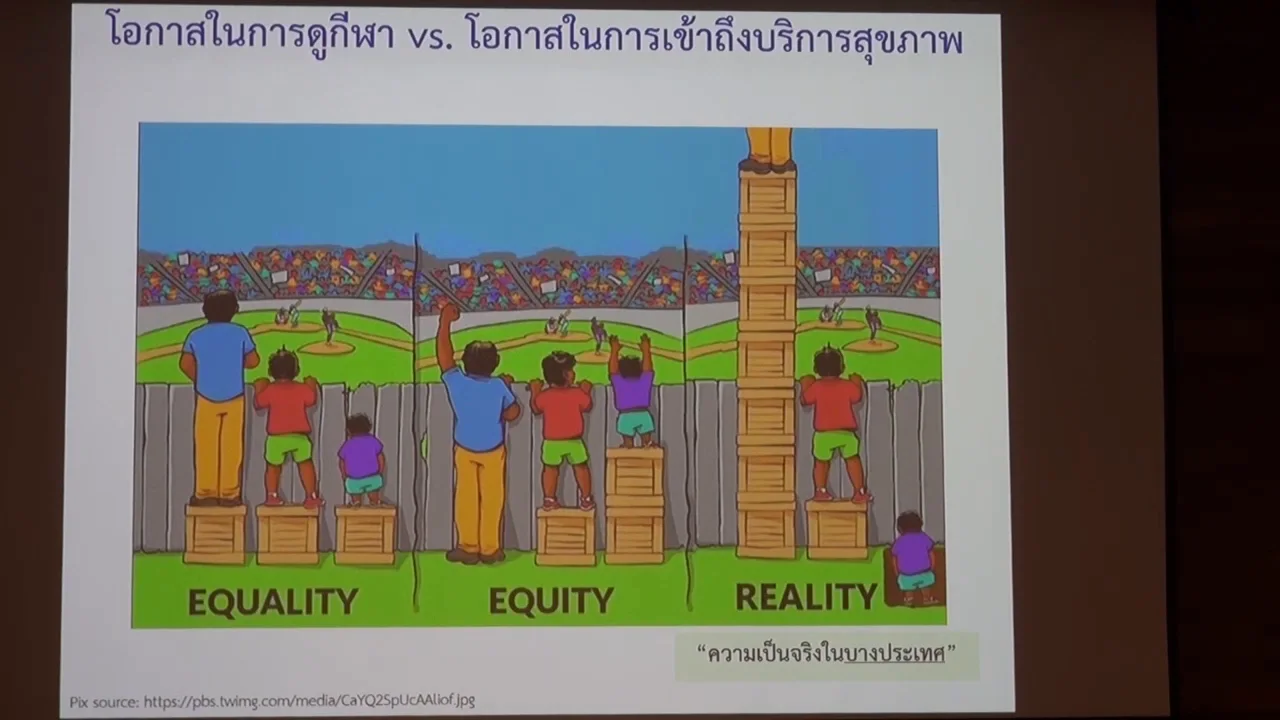 โอกาสในการดูกีฬา vs. โอกาสในการเข้าถึงบริการสุขภาพ
EQUALITY
EQUITY
REALITY
“ความเป็นจริงในบางประเทศ”
Pix source: https://pbs.twimg.com/media/CaYQ2SpUcAAliof.jpg